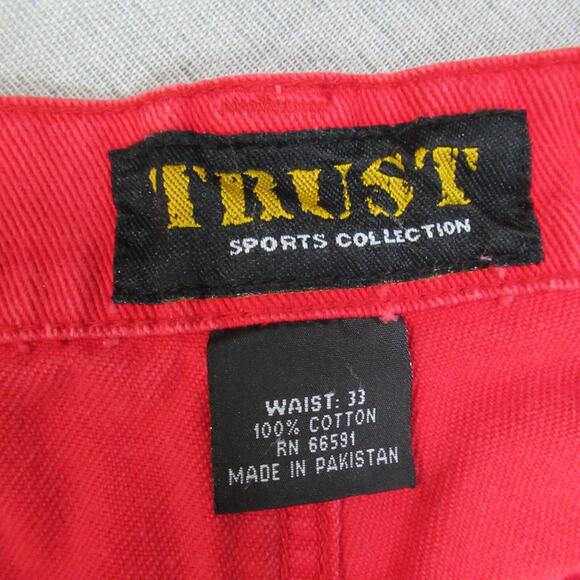 TRUST
SPORTS COLLECTION
WAIST: 33
100% COTTON
RN 66591
MADE IN PAKISTAN